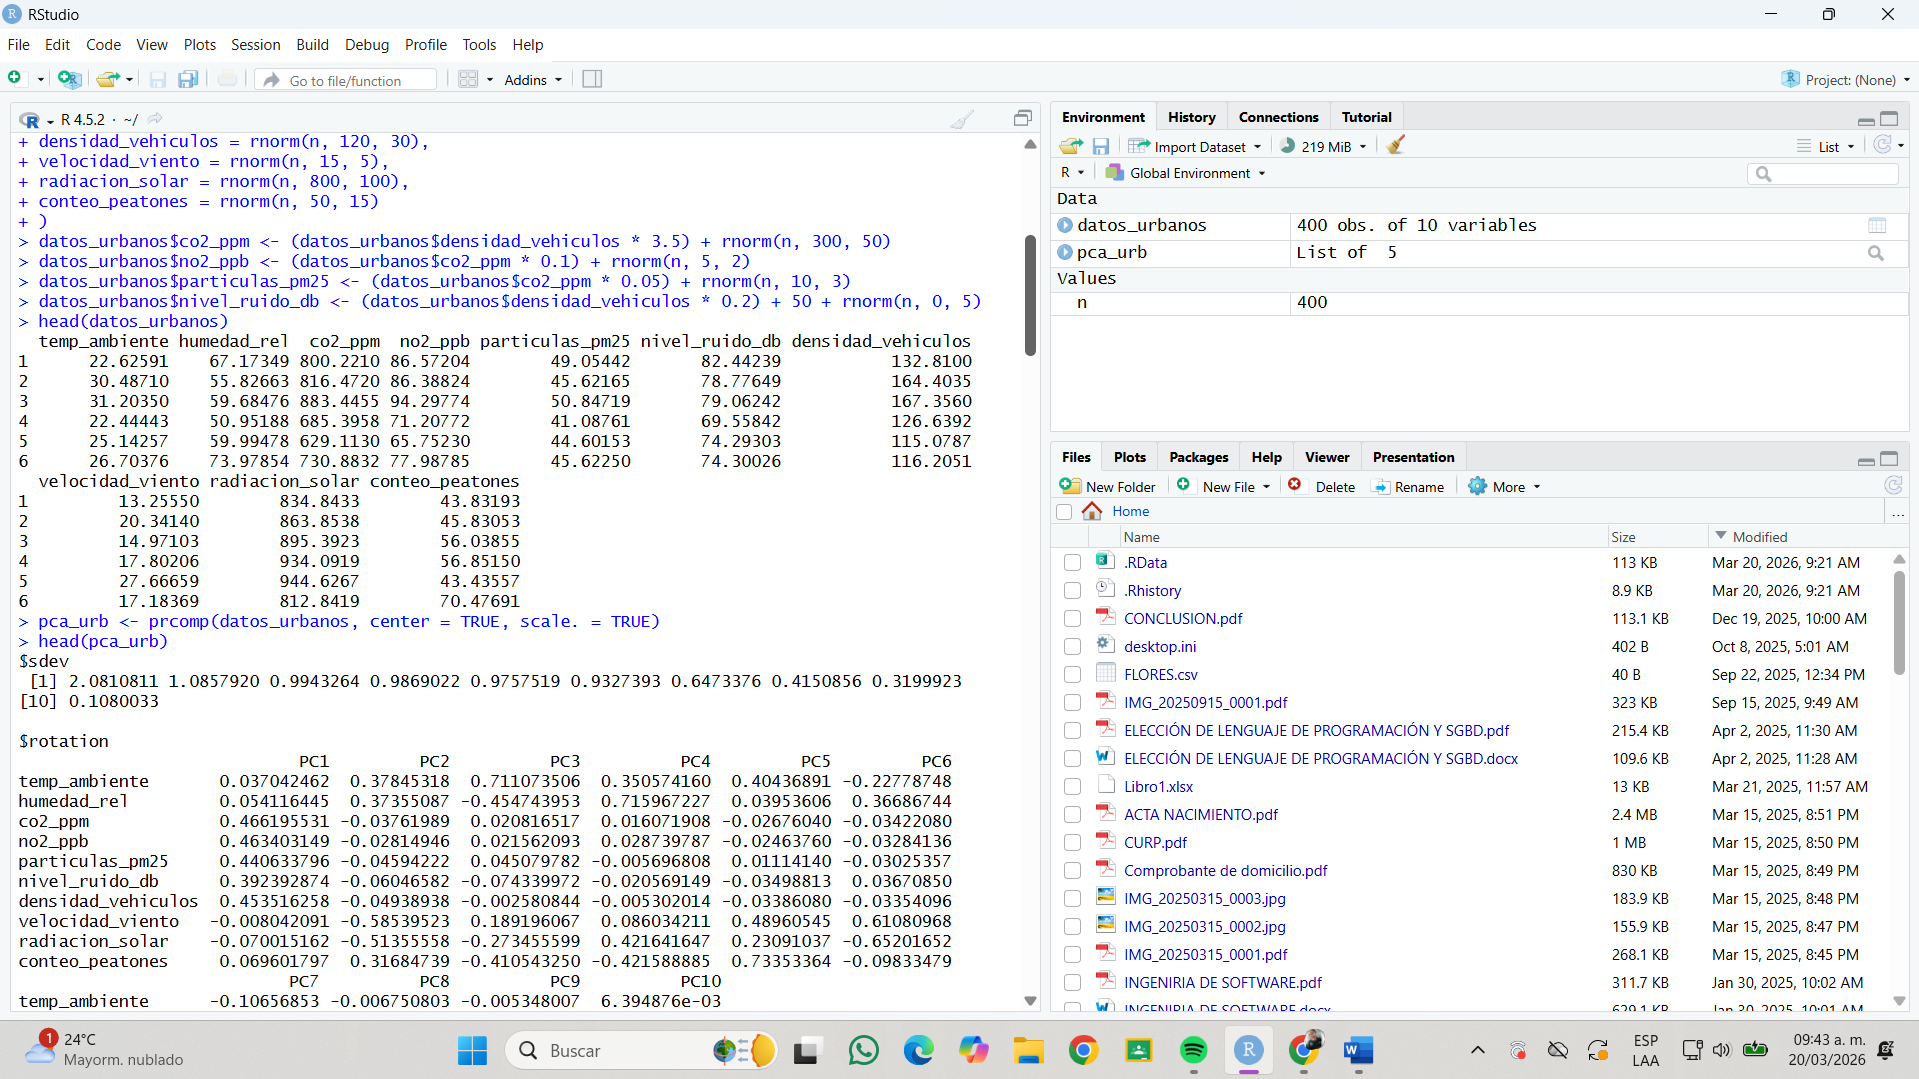 RStudio
File Edit Code View Plots Session Build Debug Profile Tools Help
Go to file/function Addins Project: (None)
R 4.5.2 · ~/
+ densidad_vehiculos = rnorm(n, 120, 30),
+ velocidad_viento = rnorm(n, 15, 5),
+ radiacion_solar = rnorm(n, 800, 100),
+ conteo_peatones = rnorm(n, 50, 15)
+ )
> datos_urbanos$co2_ppm <- (datos_urbanos$densidad_vehiculos * 3.5) + rnorm(n, 300, 50)
> datos_urbanos$no2_ppb <- (datos_urbanos$co2_ppm * 0.1) + rnorm(n, 5, 2)
> datos_urbanos$particulas_pm25 <- (datos_urbanos$co2_ppm * 0.05) + rnorm(n, 10, 3)
> datos_urbanos$nivel_ruido_db <- (datos_urbanos$densidad_vehiculos * 0.2) + 50 + rnorm(n, 0, 5)
> head(datos_urbanos)
temp_ambiente humedad_rel co2_ppm no2_ppb particulas_pm25 nivel_ruido_db densidad_vehiculos
1 22.62591 67.17349 800.2210 86.57204 49.05442 82.44239 132.8100
2 30.48710 55.82663 816.4720 86.38824 45.62165 78.77649 164.4035
3 31.20350 59.68476 883.4455 94.29774 50.84719 79.06242 167.3560
4 22.44443 50.95188 685.3958 71.20772 41.08761 69.55842 126.6392
5 25.14257 59.99478 629.1130 65.75230 44.60153 74.29303 115.0787
6 26.70376 73.97854 730.8832 77.98785 45.62250 74.30026 116.2051
velocidad_viento radiacion_solar conteo_peatones
1 13.25550 834.8433 43.83193
2 20.34140 863.8538 45.83053
3 14.97103 895.3923 56.03855
4 17.80206 934.0919 56.85150
5 27.66659 944.6267 43.43557
6 17.18369 812.8419 70.47691
> pca_urb <- prcomp(datos_urbanos, center = TRUE, scale. = TRUE)
> head(pca_urb)
$sdev
[1] 2.0810811 1.0857920 0.9943264 0.9869022 0.9757519 0.9327393 0.6473376 0.4150856 0.3199923
[10] 0.1080033
$rotation
PC1 PC2 PC3 PC4 PC5 PC6
temp_ambiente 0.037042462 0.37845318 0.711073506 0.350574160 0.40436891 -0.22778748
humedad_rel 0.054116445 0.37355087 -0.454743953 0.715967227 0.03953606 0.36686744
co2_ppm 0.466195531 -0.03761989 0.020816517 0.016071908 -0.02676040 -0.03422080
no2_ppb 0.463403149 -0.02814946 0.021562093 0.028739787 -0.02463760 -0.03284136
particulas_pm25 0.440633796 -0.04594222 0.045079782 -0.005696808 0.01114140 -0.03025357
nivel_ruido_db 0.392392874 -0.06046582 -0.074339972 -0.020569149 -0.03498813 0.03670850
densidad_vehiculos 0.453516258 -0.04938938 -0.002580844 -0.005302014 -0.03386080 -0.03354096
velocidad_viento -0.008042091 -0.58539523 0.189196067 0.086034211 0.48960545 0.61080968
radiacion_solar -0.070015162 -0.51355558 -0.273455599 0.421641647 0.23091037 -0.65201652
conteo_peatones 0.069601797 0.31684739 -0.410543250 -0.421588885 0.73353364 -0.09833479
PC7 PC8 PC9 PC10
temp_ambiente -0.10656853 -0.006750803 -0.005348007 6.394876e-03
Environment History Connections Tutorial
Import Dataset 219 MiB List
R Global Environment
Data
datos_urbanos 400 obs. of 10 variables
pca_urb List of 5
Values
n 400
Files Plots Packages Help Viewer Presentation
New Folder New File Delete Rename More
Home ...
Name Size Modified
.RData 113 KB Mar 20, 2026, 9:21 AM
.Rhistory 8.9 KB Mar 20, 2026, 9:21 AM
CONCLUSION.pdf 113.1 KB Dec 19, 2025, 10:00 AM
desktop.ini 402 B Oct 8, 2025, 5:01 AM
FLORES.csv 40 B Sep 22, 2025, 12:34 PM
IMG_20250915_0001.pdf 323 KB Sep 15, 2025, 9:49 AM
ELECCIÓN DE LENGUAJE DE PROGRAMACIÓN Y SGBD.pdf 215.4 KB Apr 2, 2025, 11:30 AM
ELECCIÓN DE LENGUAJE DE PROGRAMACIÓN Y SGBD.docx 109.6 KB Apr 2, 2025, 11:28 AM
Libro1.xlsx 13 KB Mar 21, 2025, 11:57 AM
ACTA NACIMIENTO.pdf 2.4 MB Mar 15, 2025, 8:51 PM
CURP.pdf 1 MB Mar 15, 2025, 8:50 PM
Comprobante de domicilio.pdf 830 KB Mar 15, 2025, 8:49 PM
IMG_20250315_0003.jpg 183.9 KB Mar 15, 2025, 8:48 PM
IMG_20250315_0002.jpg 155.9 KB Mar 15, 2025, 8:47 PM
IMG_20250315_0001.pdf 268.1 KB Mar 15, 2025, 8:45 PM
INGENIRIA DE SOFTWARE.pdf 311.7 KB Jan 30, 2025, 10:02 AM
INGENIRIA DE SOFTWARE.docx 629.1 KB Jan 30, 2025, 10:01 AM
1 24°C
Mayorm. nublado
Buscar
ESP
LAA
09:43 a. m.
20/03/2026